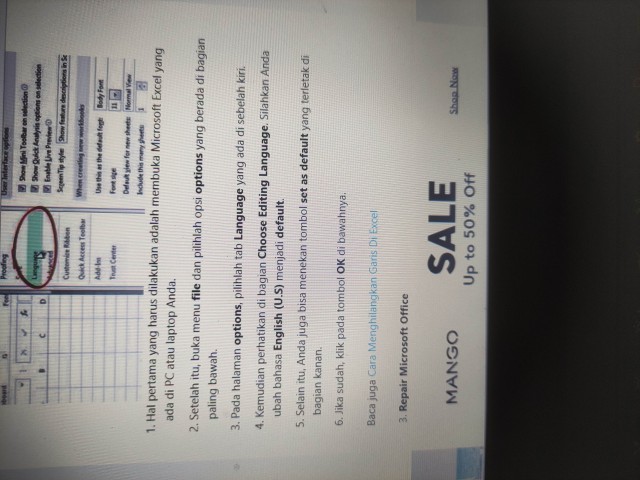 User Interface options
Show Mini Toolbar on selection
Show Quick Analysis options on selection
Enable Live Preview
ScreenTip style: Show feature descriptions in Sc
When creating new workbooks
Use this as the default font: Body Font
Font size: 11
Default view for new sheets: Normal View
Include this many sheets: 1
Proofing
Language
Advanced
Customize Ribbon
Quick Access Toolbar
Add-ins
Trust Center
B C D
1. Hal pertama yang harus dilakukan adalah membuka Microsoft Excel yang
ada di PC atau laptop Anda.
2. Setelah itu, buka menu file dan pilihlah opsi options yang berada di bagian
paling bawah.
3. Pada halaman options, pilihlah tab Language yang ada di sebelah kiri.
4. Kemudian perhatikan di bagian Choose Editing Language. Silahkan Anda
ubah bahasa English (U.S) menjadi default.
5. Selain itu, Anda juga bisa menekan tombol set as default yang terletak di
bagian kanan.
6. Jika sudah, klik pada tombol OK di bawahnya.
Baca juga Cara Menghilangkan Garis Di Excel
3. Repair Microsoft Office
MANGO
SALE
Up to 50% Off
Shop Now